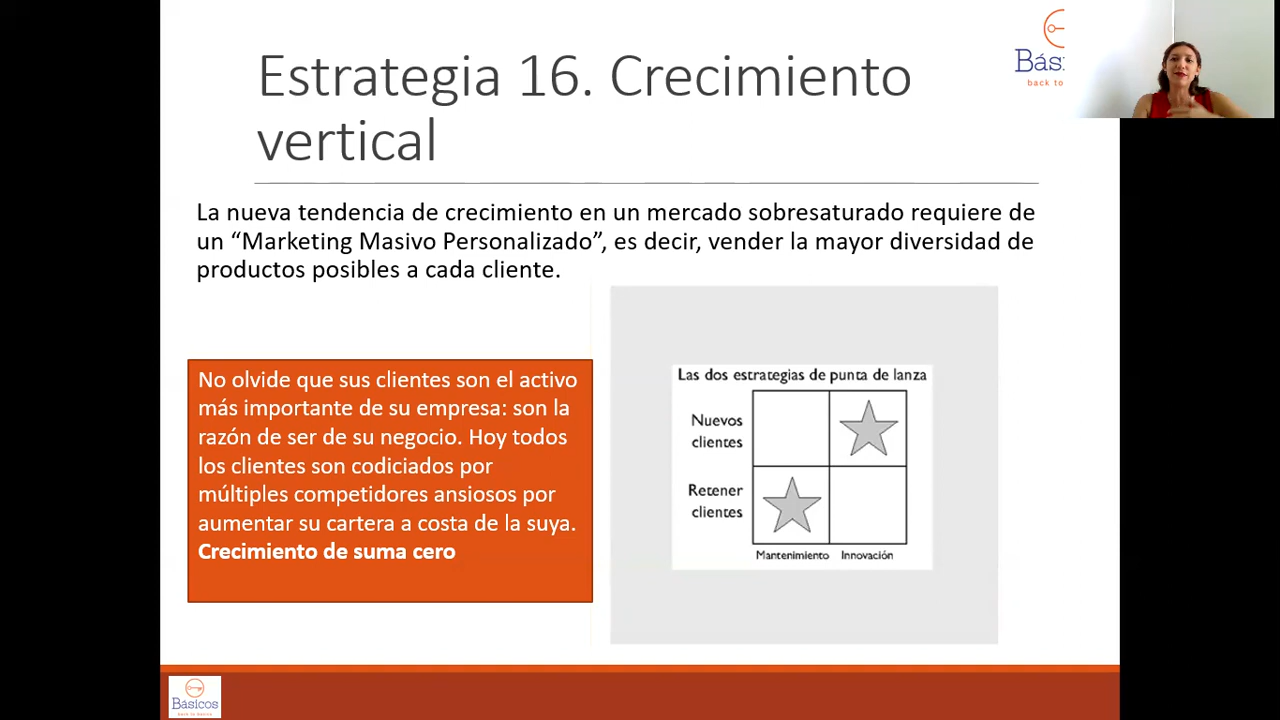 Estrategia 16. Crecimiento
vertical
Bás
back to
La nueva tendencia de crecimiento en un mercado sobresaturado requiere de
un “Marketing Masivo Personalizado”, es decir, vender la mayor diversidad de
productos posibles a cada cliente.
No olvide que sus clientes son el activo
más importante de su empresa: son la
razón de ser de su negocio. Hoy todos
los clientes son codiciados por
múltiples competidores ansiosos por
aumentar su cartera a costa de la suya.
Crecimiento de suma cero
Las dos estrategias de punta de lanza
Nuevos
clientes
Retener
clientes
Mantenimiento Innovación
Básicos
back to basics